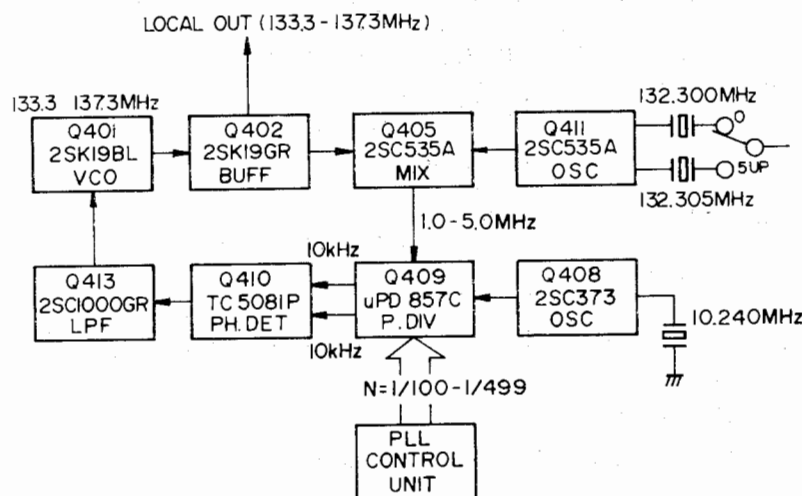 LOCAL OUT (133.3-137.3MHz)
133.3 137.3MHz
Q401
2SK19BL
VCO
Q402
2SK19GR
BUFF
Q405
2SC535A
MIX
Q411
2SC535A
OSC
132.300MHz
0
5UP
132.305MHz
1.0-5.0MHz
10kHz
Q413
2SC1000GR
LPF
Q410
TC5081P
PH.DET
Q409
uPD 857C
P.DIV
Q408
2SC373
OSC
10.240MHz
10kHz
N=1/100-1/499
PLL
CONTROL
UNIT